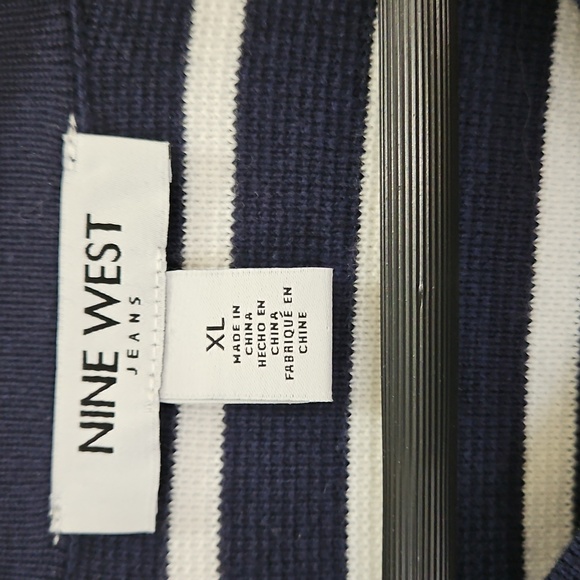 NINE WEST
JEANS
XL
MADE IN
CHINA
HECHO EN
CHINA
FABRIQUÉ EN
CHINE